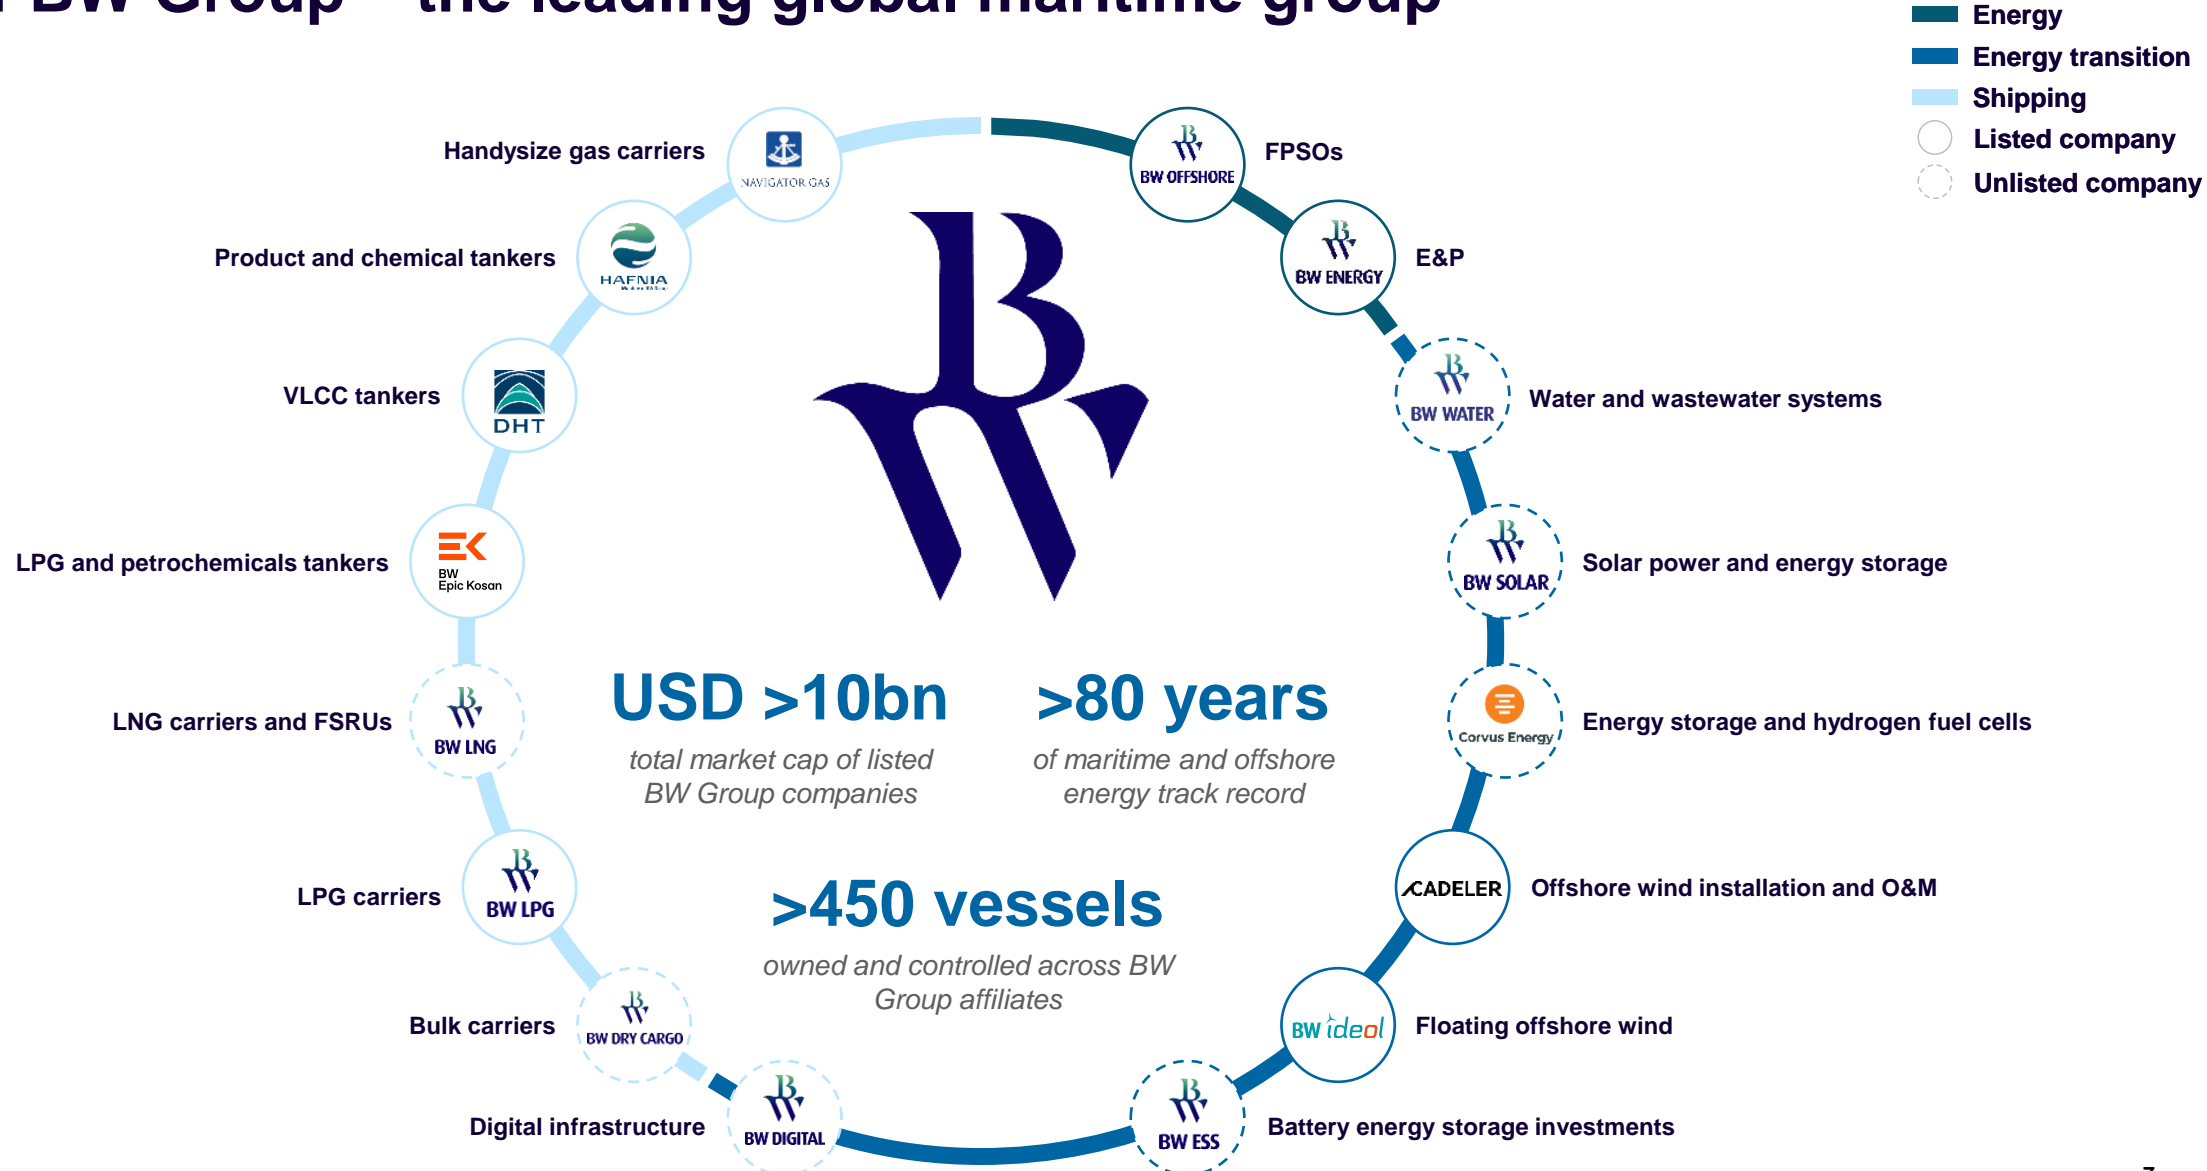 BW Group – the leading global maritime group
Energy
Energy transition
Shipping
Listed company
Unlisted company
Handysize gas carriers
NAVIGATOR GAS
BW OFFSHORE
FPSOs
Product and chemical tankers
HAFNIA
BW ENERGY
E&P
VLCC tankers
DHT
BW WATER
Water and wastewater systems
LPG and petrochemicals tankers
EK
BW
Epic Kosan
BW SOLAR
Solar power and energy storage
LNG carriers and FSRUs
BW LNG
Corvus Energy
Energy storage and hydrogen fuel cells
BW
USD >10bn
total market cap of listed
BW Group companies
>80 years
of maritime and offshore
energy track record
LPG carriers
BW LPG
CADELER
Offshore wind installation and O&M
>450 vessels
owned and controlled across BW
Group affiliates
Bulk carriers
BW DRY CARGO
BW ideol
Floating offshore wind
Digital infrastructure
BW DIGITAL
BW ESS
Battery energy storage investments